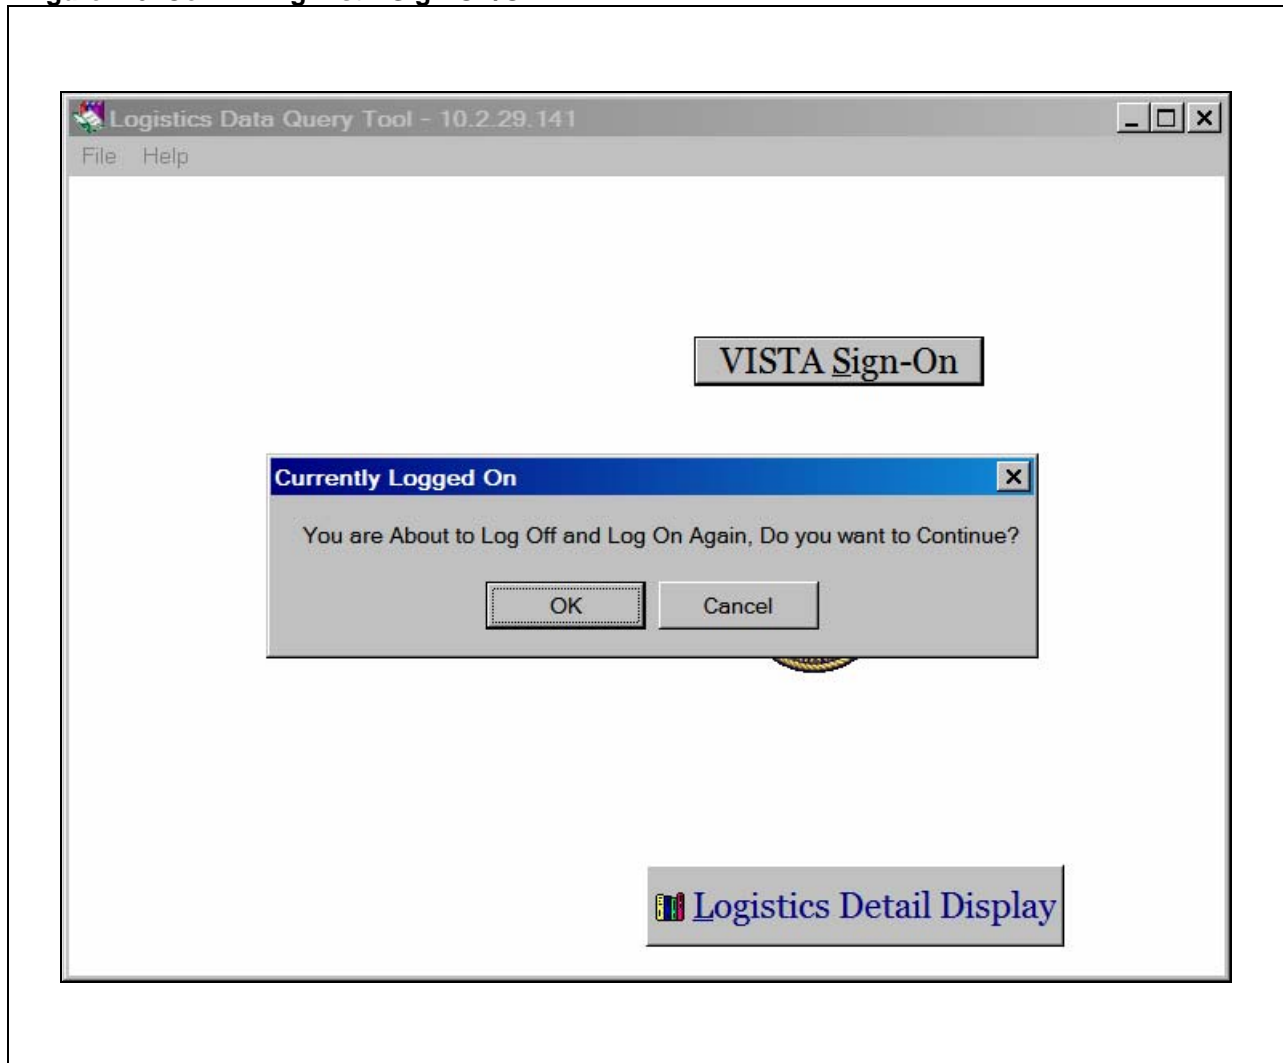 Logistics Data Query Tool - 10.2.29.141
File Help
VISTA Sign-On
Currently Logged On
You are About to Log Off and Log On Again, Do you want to Continue?
OK Cancel
Logistics Detail Display